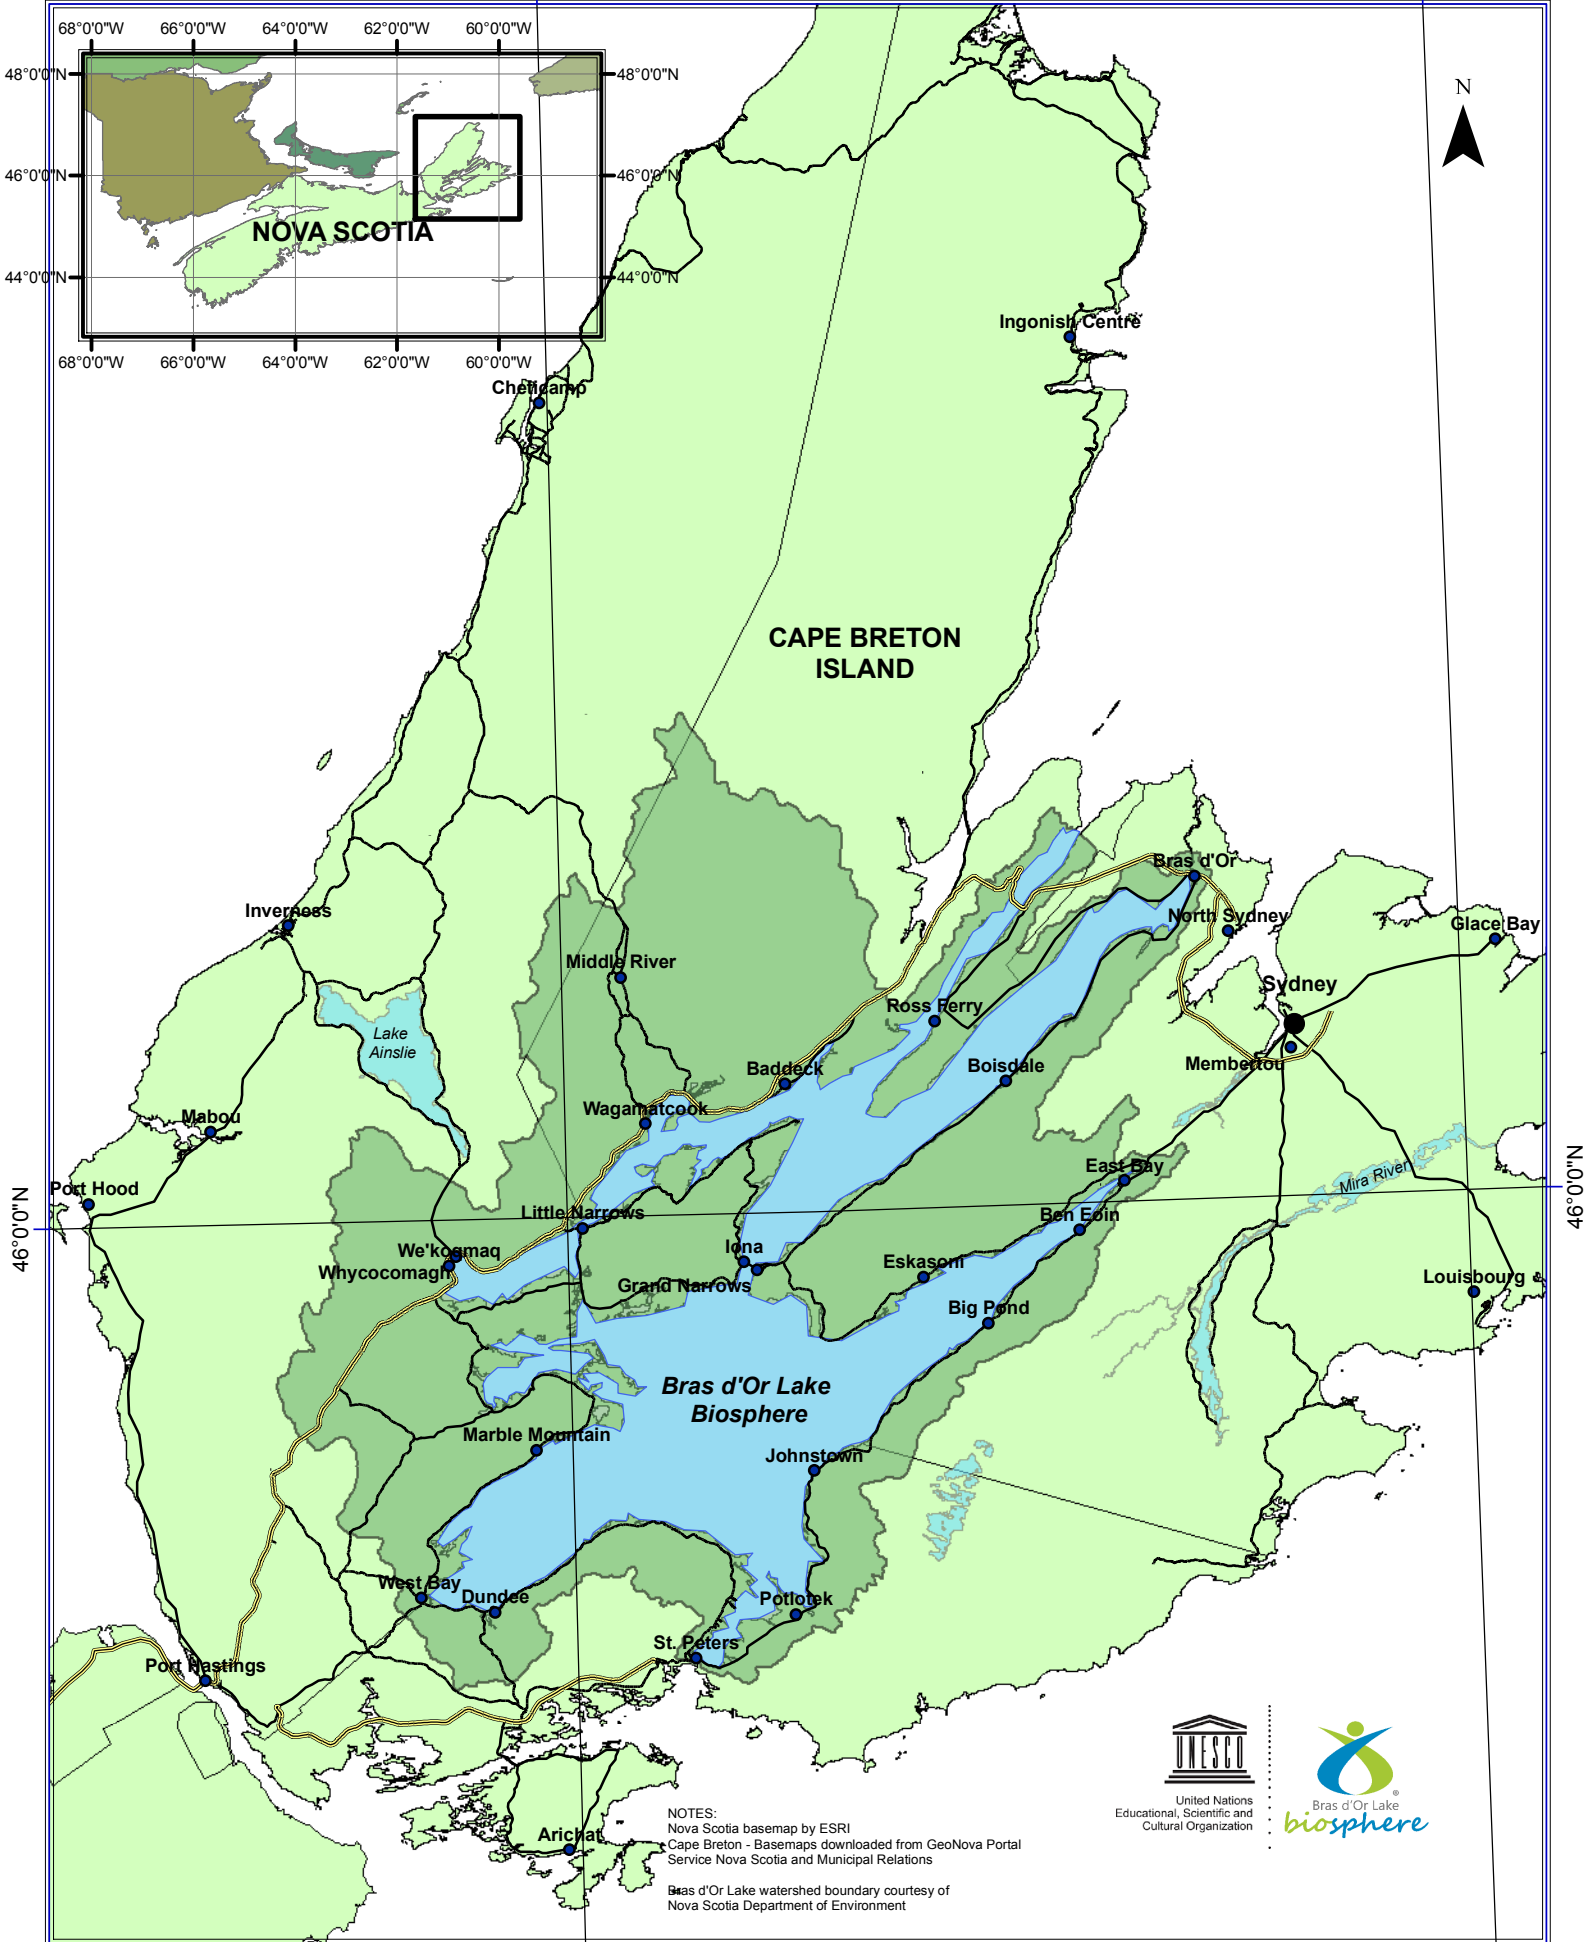 68°0'0"W 66°0'0"W 64°0'0"W 62°0'0"W 60°0'0"W
48°0'0"N
48°0'0"N
46°0'0"N
46°0'0"N
44°0'0"N
44°0'0"N
NOVA SCOTIA
68°0'0"W 66°0'0"W 64°0'0"W 62°0'0"W 60°0'0"W
N
Ingonish Centre
Cheticamp
CAPE BRETON
ISLAND
Bras d'Or
Inverness
North Sydney
Glace Bay
Middle River
Sydney
Ross Ferry
Lake
Ainslie
Baddeck
Boisdale
Membertou
Wagamatcook
Mabou
East Bay
Mira River
Port Hood
46°0'0"N
46°0'0"N
Little Narrows
Ben Eoin
Iona
We'koqmaq
Whycocomagh
Eskasoni
Grand Narrows
Louisbourg
Big Pond
Bras d'Or Lake
Biosphere
Marble Mountain
Johnstown
West Bay
Dundee
Potlotek
St. Peters
Port Hastings
Arichat
NOTES:
Nova Scotia basemap by ESRI
Cape Breton - Basemaps downloaded from GeoNova Portal
Service Nova Scotia and Municipal Relations
Bras d'Or Lake watershed boundary courtesy of
Nova Scotia Department of Environment
UNESCO
United Nations
Educational, Scientific and
Cultural Organization
®
Bras d'Or Lake
biosphere